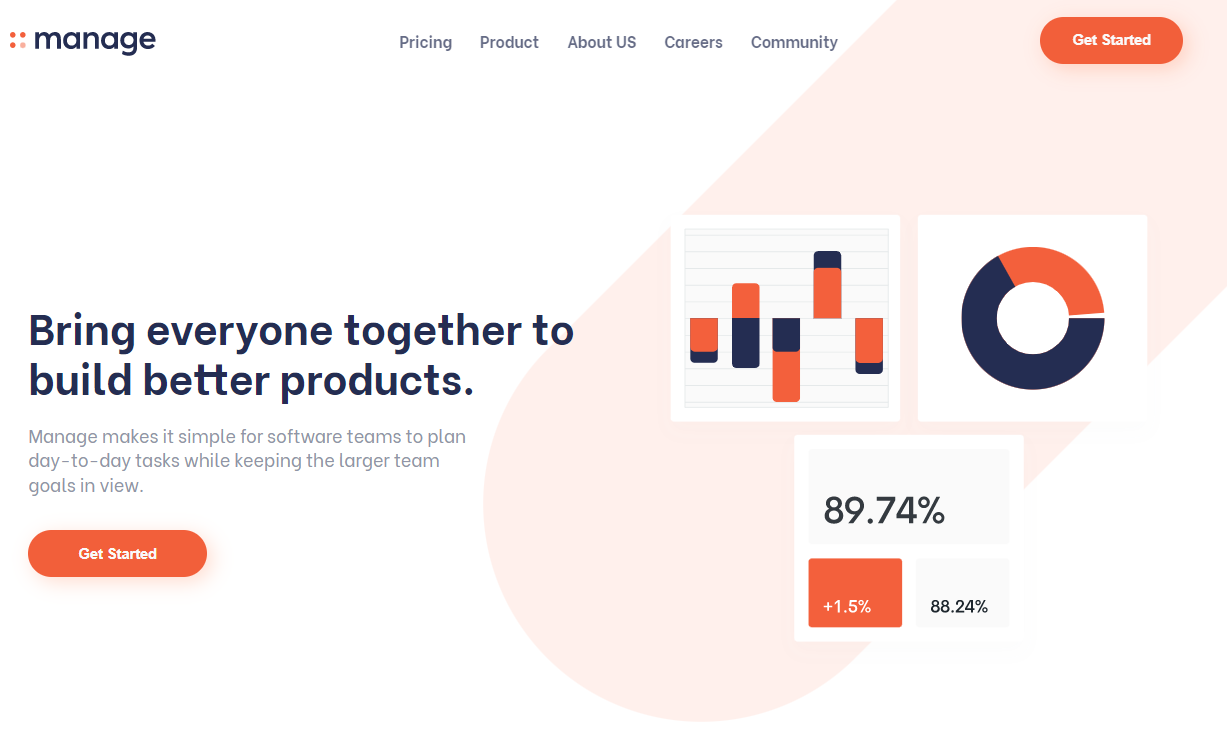 manage
Pricing
Product
About US
Careers
Community
Get Started
Bring everyone together to
build better products.
Manage makes it simple for software teams to plan
day-to-day tasks while keeping the larger team
goals in view.
Get Started
89.74%
+1.5%
88.24%